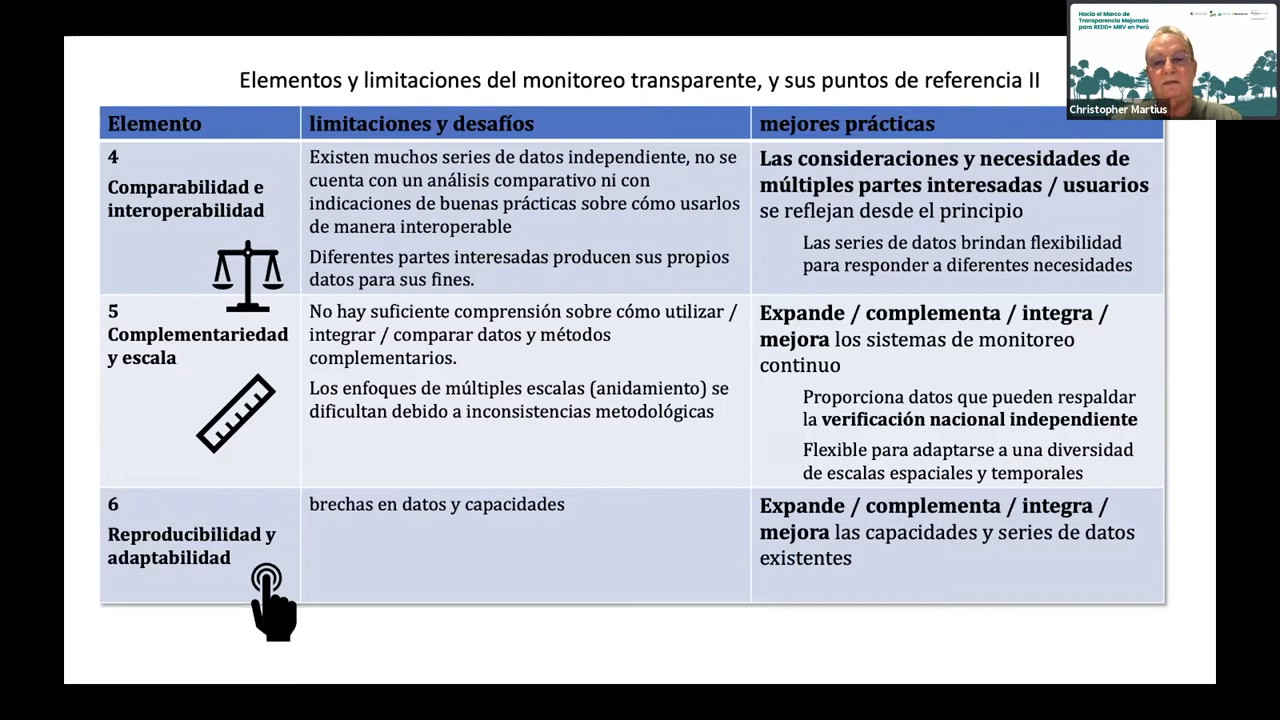 Hacia el Marco de
Transparencia Mejorado
para REDD+ MRV en Perú
Christopher Martius
Elementos y limitaciones del monitoreo transparente, y sus puntos de referencia II
Elemento
limitaciones y desafíos
mejores prácticas
4
Comparabilidad e
interoperabilidad
Existen muchos series de datos independiente, no se
cuenta con un análisis comparativo ni con
indicaciones de buenas prácticas sobre cómo usarlos
de manera interoperable
Diferentes partes interesadas producen sus propios
datos para sus fines.
Las consideraciones y necesidades de
múltiples partes interesadas / usuarios
se reflejan desde el principio
Las series de datos brindan flexibilidad
para responder a diferentes necesidades
5
Complementariedad
y escala
No hay suficiente comprensión sobre cómo utilizar /
integrar / comparar datos y métodos
complementarios.
Los enfoques de múltiples escalas (anidamiento) se
dificultan debido a inconsistencias metodológicas
Expande / complementa / integra /
mejora los sistemas de monitoreo
continuo
Proporciona datos que pueden respaldar
la verificación nacional independiente
Flexible para adaptarse a una diversidad
de escalas espaciales y temporales
6
Reproducibilidad y
adaptabilidad
brechas en datos y capacidades
Expande / complementa / integra /
mejora las capacidades y series de datos
existentes